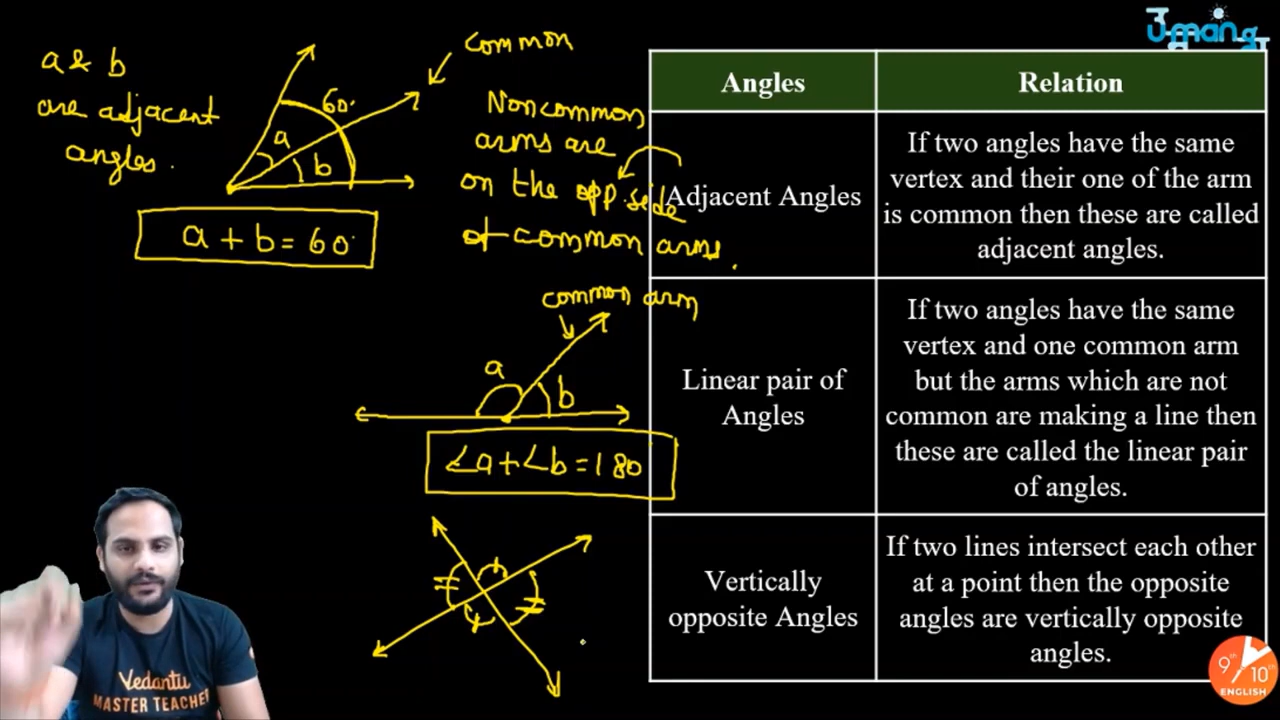 उमंग
a & b
are adjacent
angles.
common
60°
a
b
a + b = 60°
Noncommon
arms are
on the opp. side
of common arms.
common arm
a
b
∠a+∠b=180
Angles
Relation
Adjacent Angles
If two angles have the same
vertex and their one of the arm
is common then these are called
adjacent angles.
Linear pair of
Angles
If two angles have the same
vertex and one common arm
but the arms which are not
common are making a line then
these are called the linear pair
of angles.
Vertically
opposite Angles
If two lines intersect each other
at a point then the opposite
angles are vertically opposite
angles.
Vedantu
MASTER TEACHER
9th
10th
ENGLISH